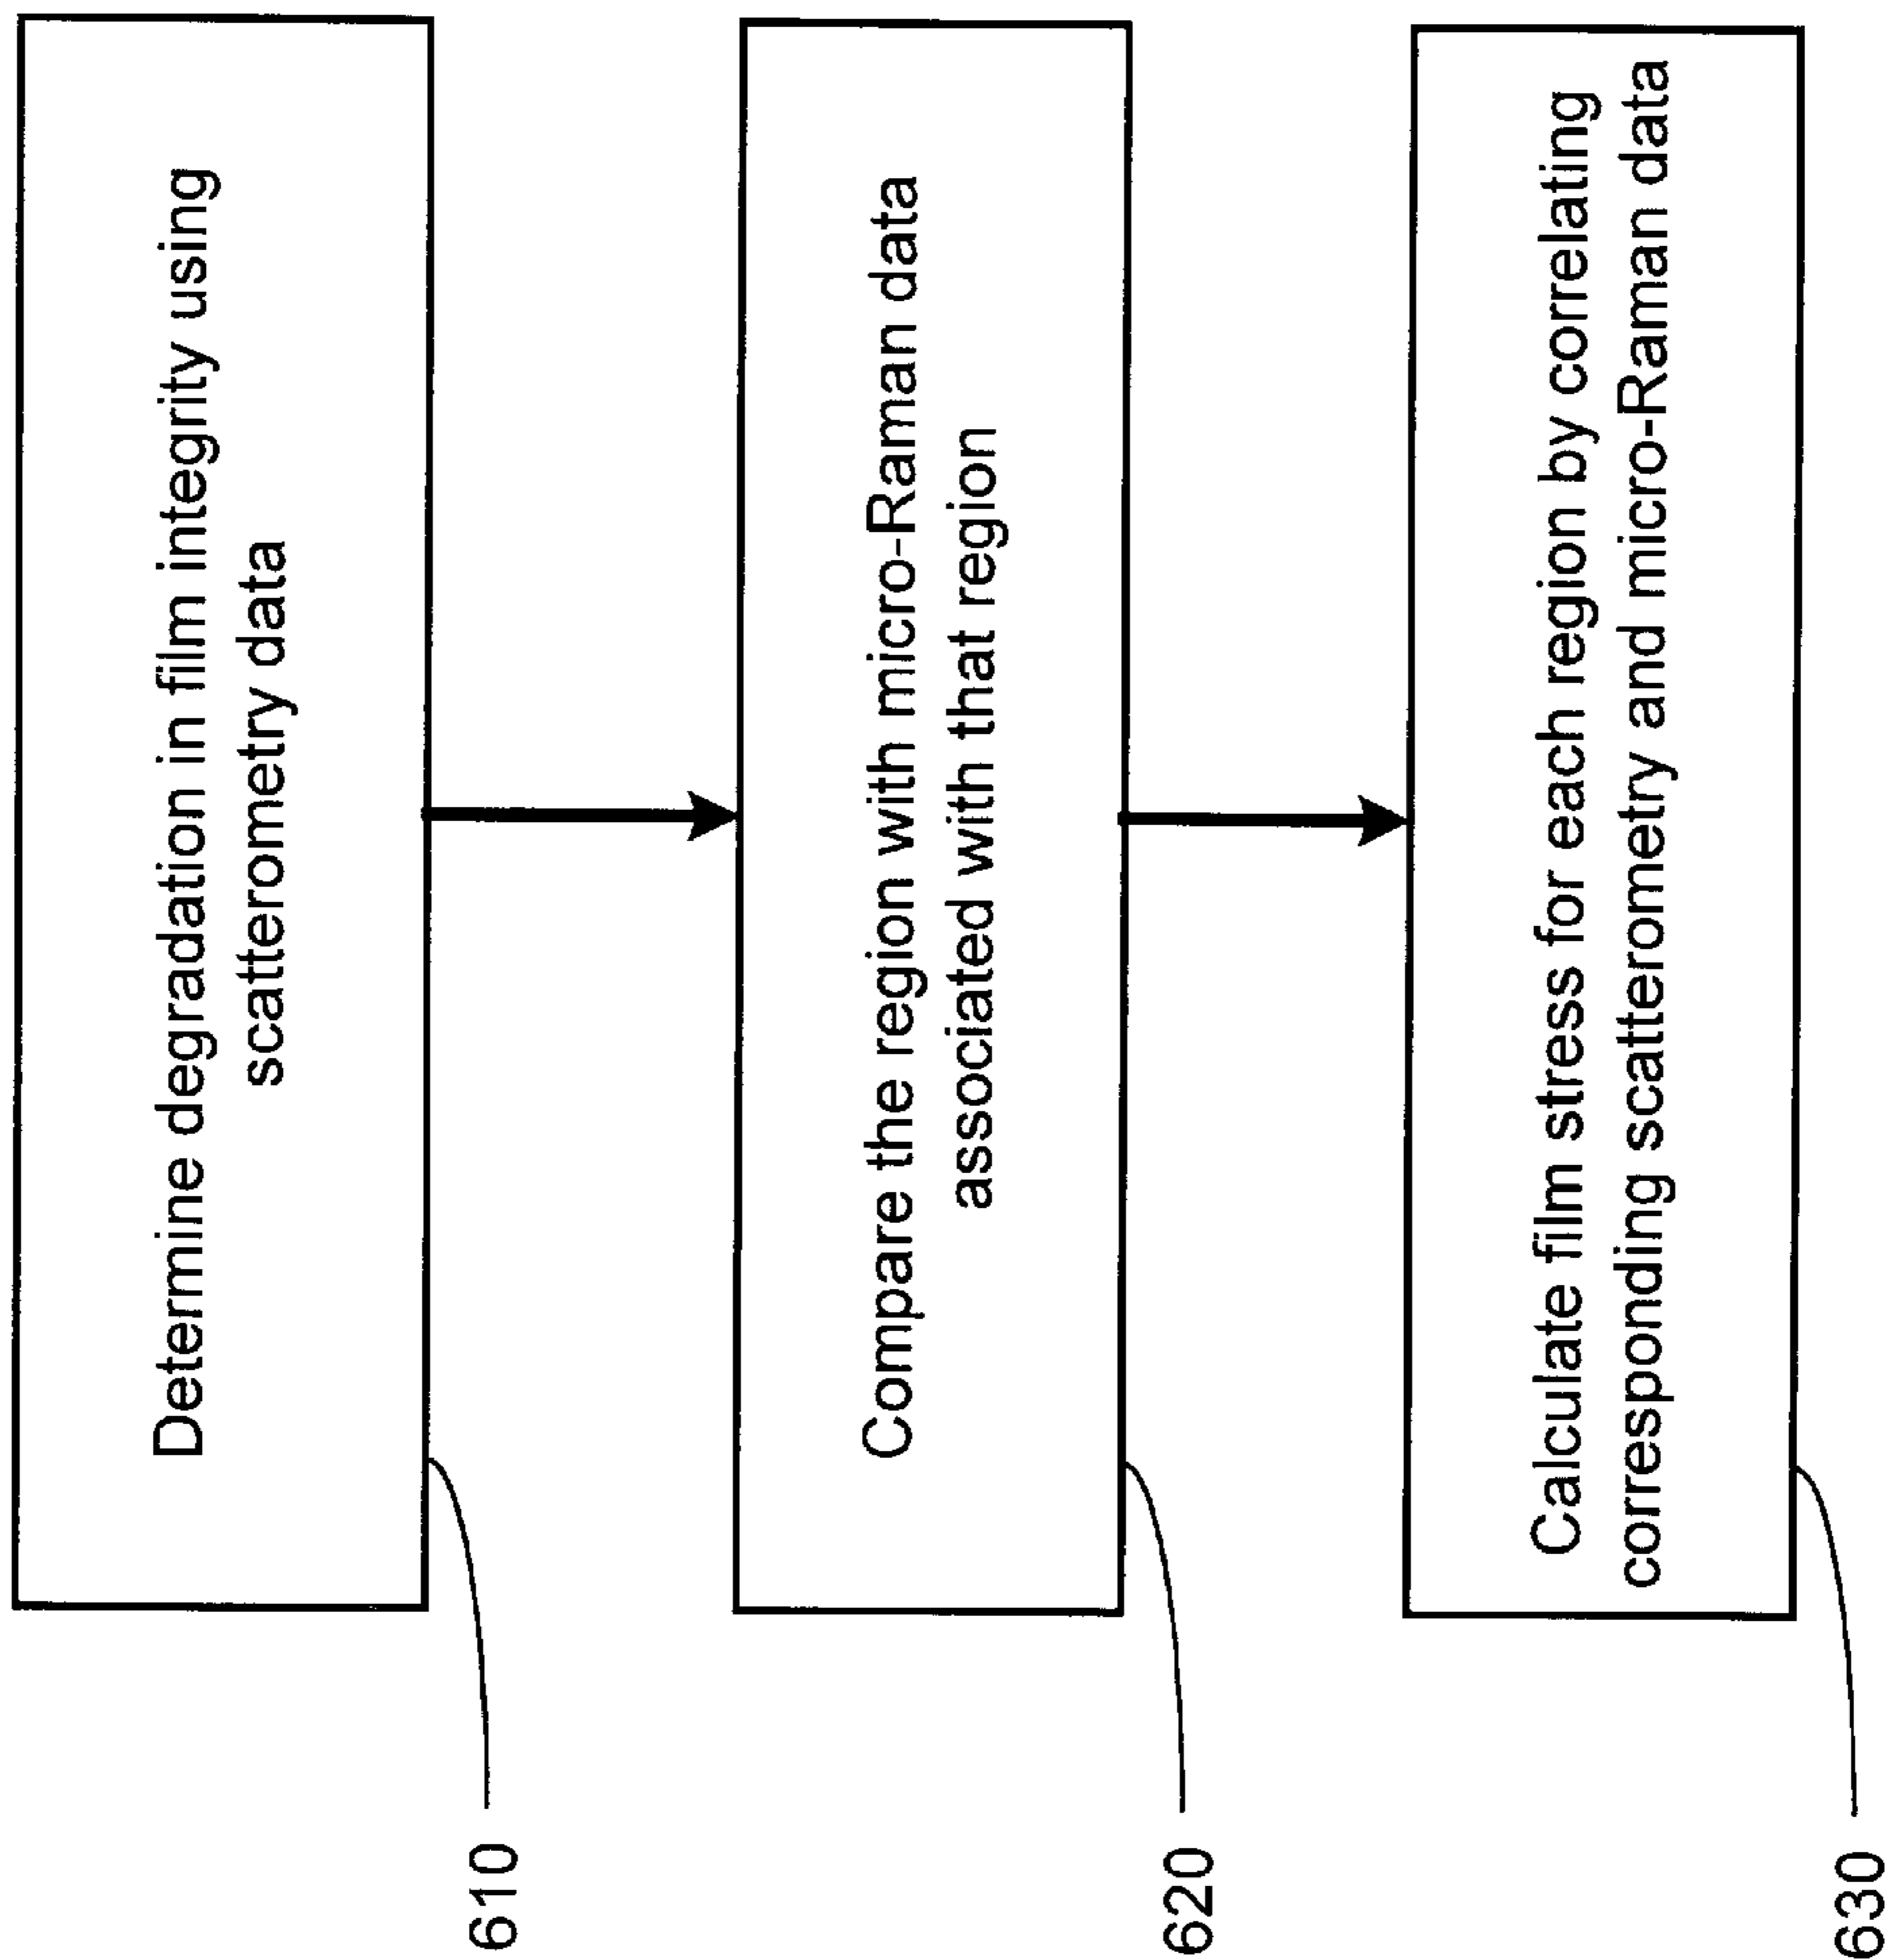 Determine degradation in film integrity using
scatterometry data
610
Compare the region with micro-Raman data
associated with that region
620
Calculate film stress for each region by correlating
corresponding scatterometry and micro-Raman data
630